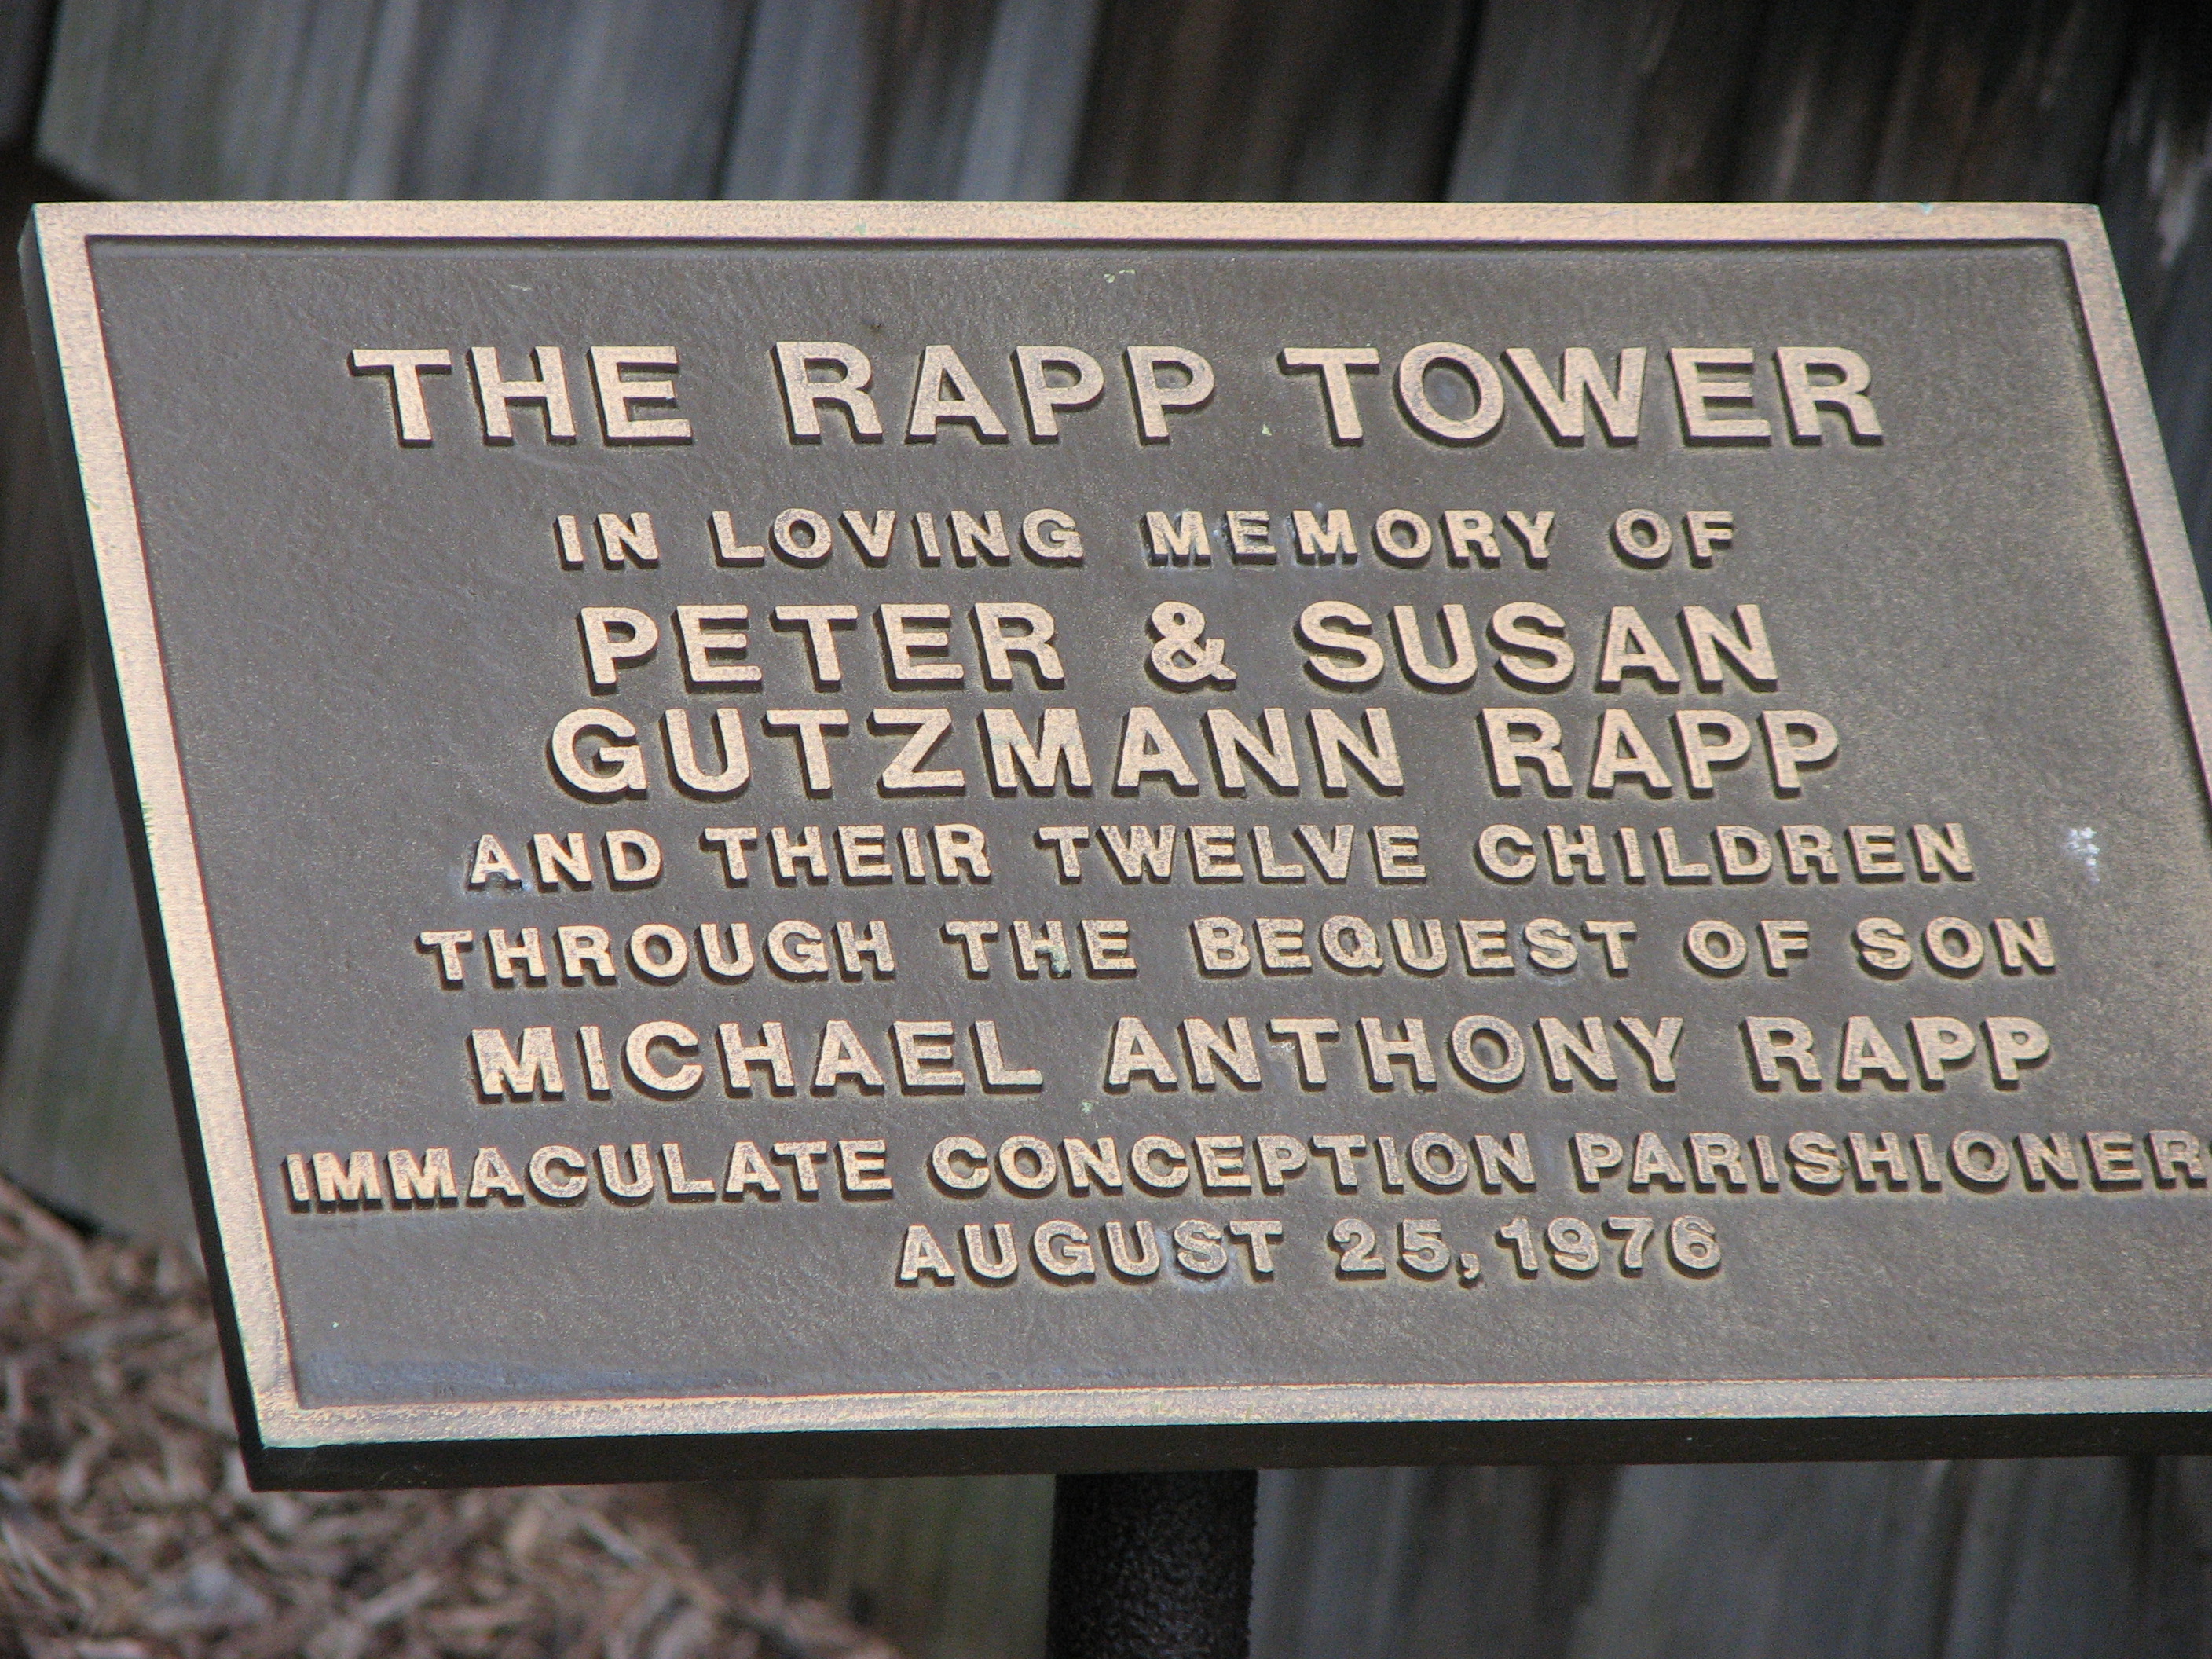 THE RAPP TOWER
IN LOVING MEMORY OF
PETER & SUSAN
GUTZMANN RAPP
AND THEIR TWELVE CHILDREN
THROUGH THE BEQUEST OF SON
MICHAEL ANTHONY RAPP
IMMACULATE CONCEPTION PARISHIONER
AUGUST 25, 1976